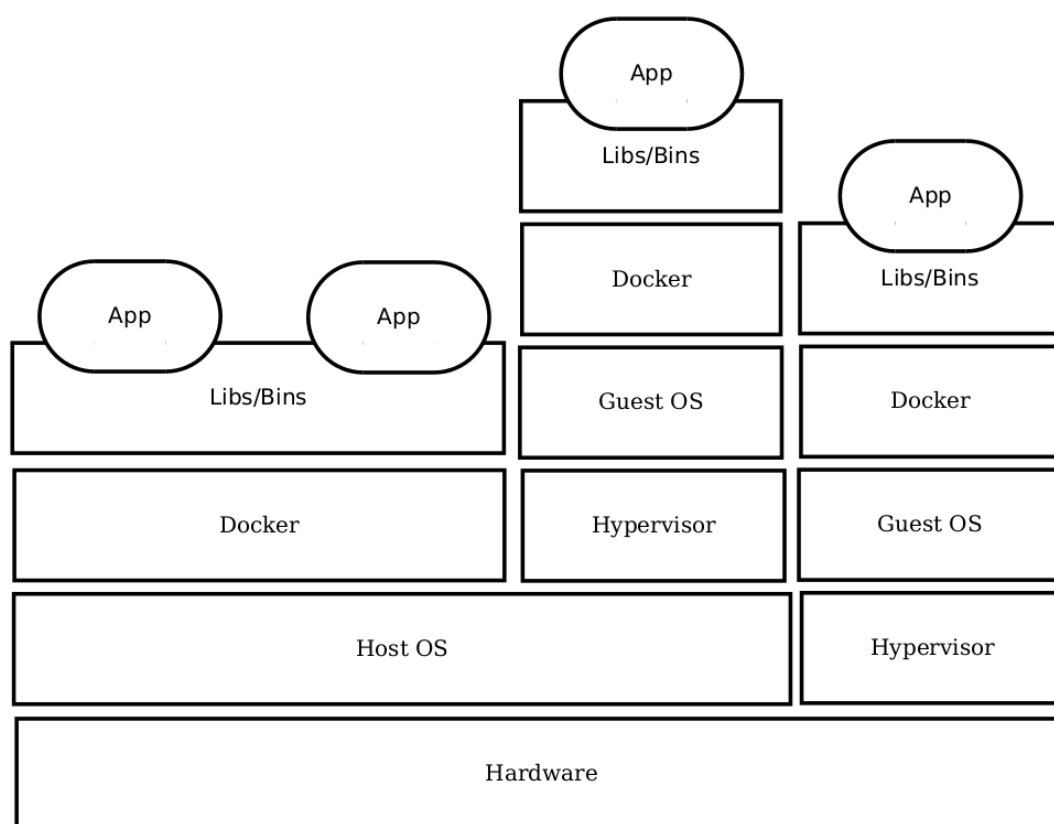 App
Libs/Bins
App
Docker
Libs/Bins
App
App
Libs/Bins
Guest OS
Docker
Docker
Hypervisor
Guest OS
Host OS
Hypervisor
Hardware